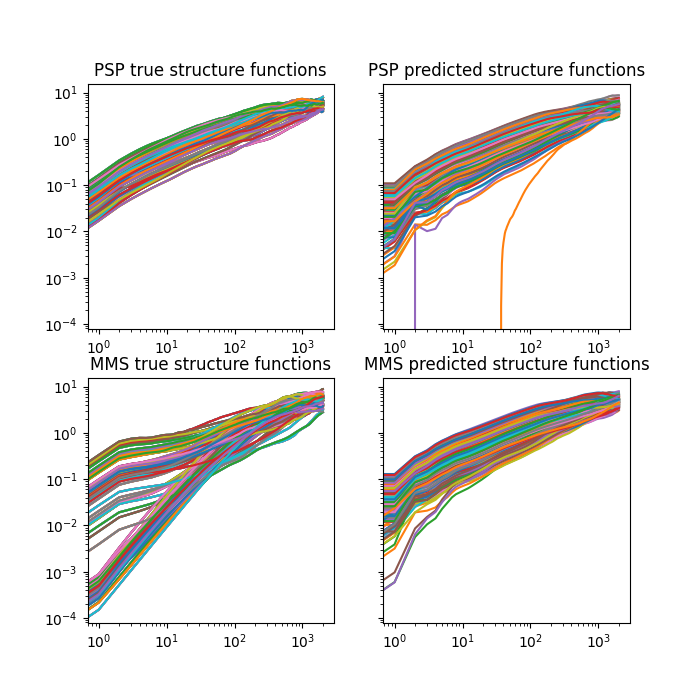 PSP true structure functions
PSP predicted structure functions
10¹
10⁰
10⁻¹
10⁻²
10⁻³
10⁻⁴
10⁰ 10¹ 10² 10³
10⁰ 10¹ 10² 10³
MMS true structure functions
MMS predicted structure functions
10¹
10⁰
10⁻¹
10⁻²
10⁻³
10⁻⁴
10⁰ 10¹ 10² 10³
10⁰ 10¹ 10² 10³